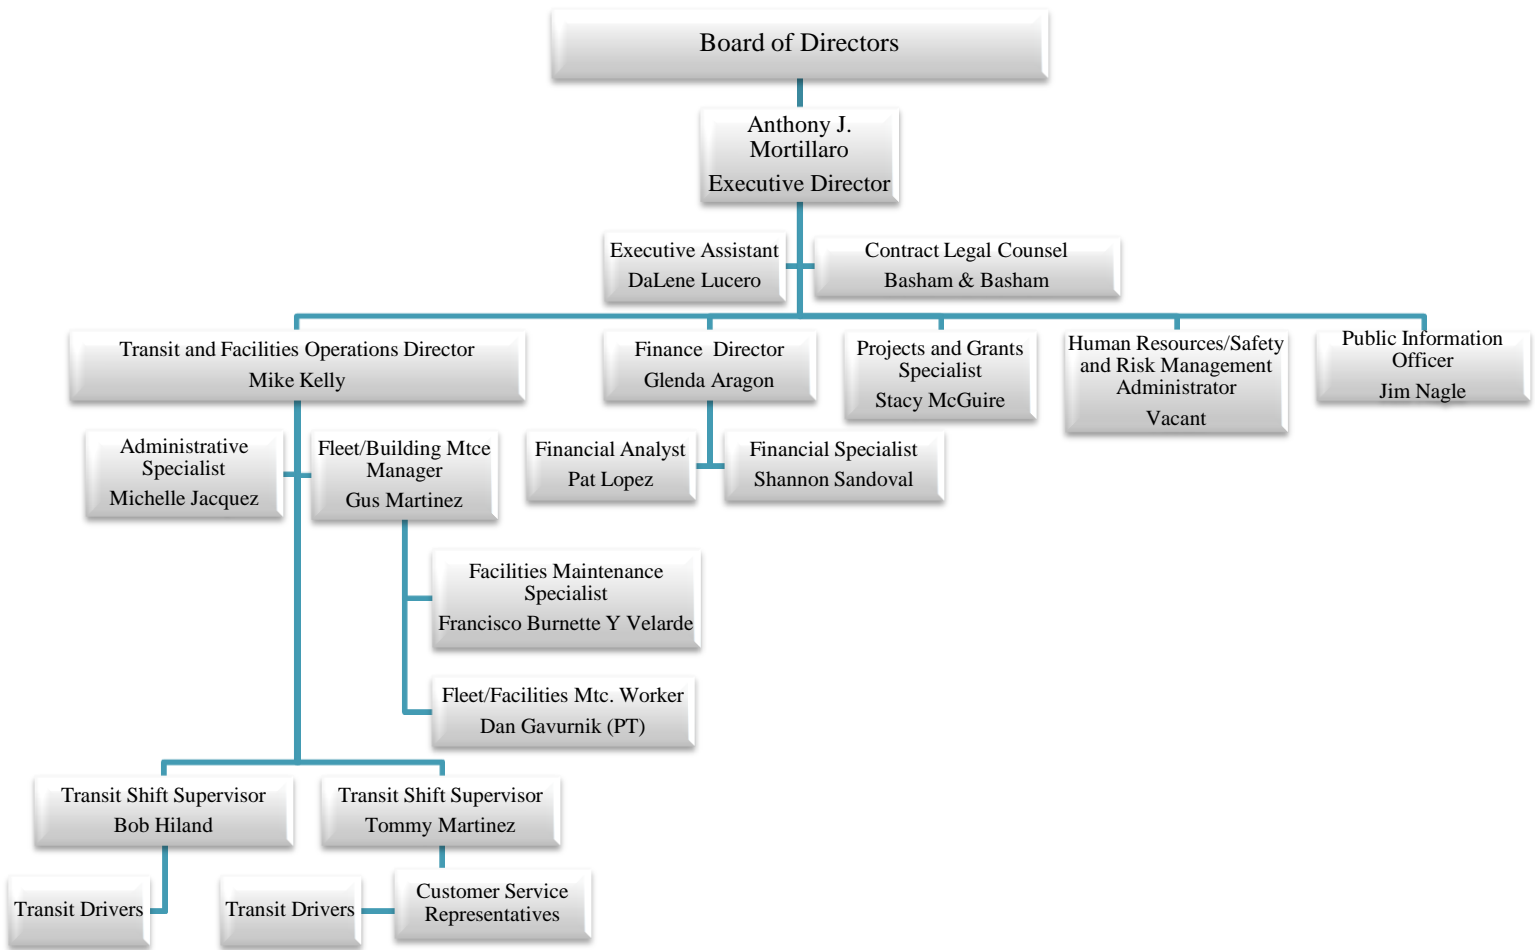 Board of Directors
Anthony J.
Mortillaro
Executive Director
Executive Assistant
DaLene Lucero
Contract Legal Counsel
Basham & Basham
Transit and Facilities Operations Director
Mike Kelly
Finance  Director
Glenda Aragon
Projects and Grants
Specialist
Stacy McGuire
Human Resources/Safety
and Risk Management
Administrator
Vacant
Public Information
Officer
Jim Nagle
Administrative
Specialist
Michelle Jacquez
Fleet/Building Mtce
Manager
Gus Martinez
Financial Analyst
Pat Lopez
Financial Specialist
Shannon Sandoval
Facilities Maintenance
Specialist
Francisco Burnette Y Velarde
Fleet/Facilities Mtc. Worker
Dan Gavurnik (PT)
Transit Shift Supervisor
Bob Hiland
Transit Shift Supervisor
Tommy Martinez
Transit Drivers
Transit Drivers
Customer Service
Representatives